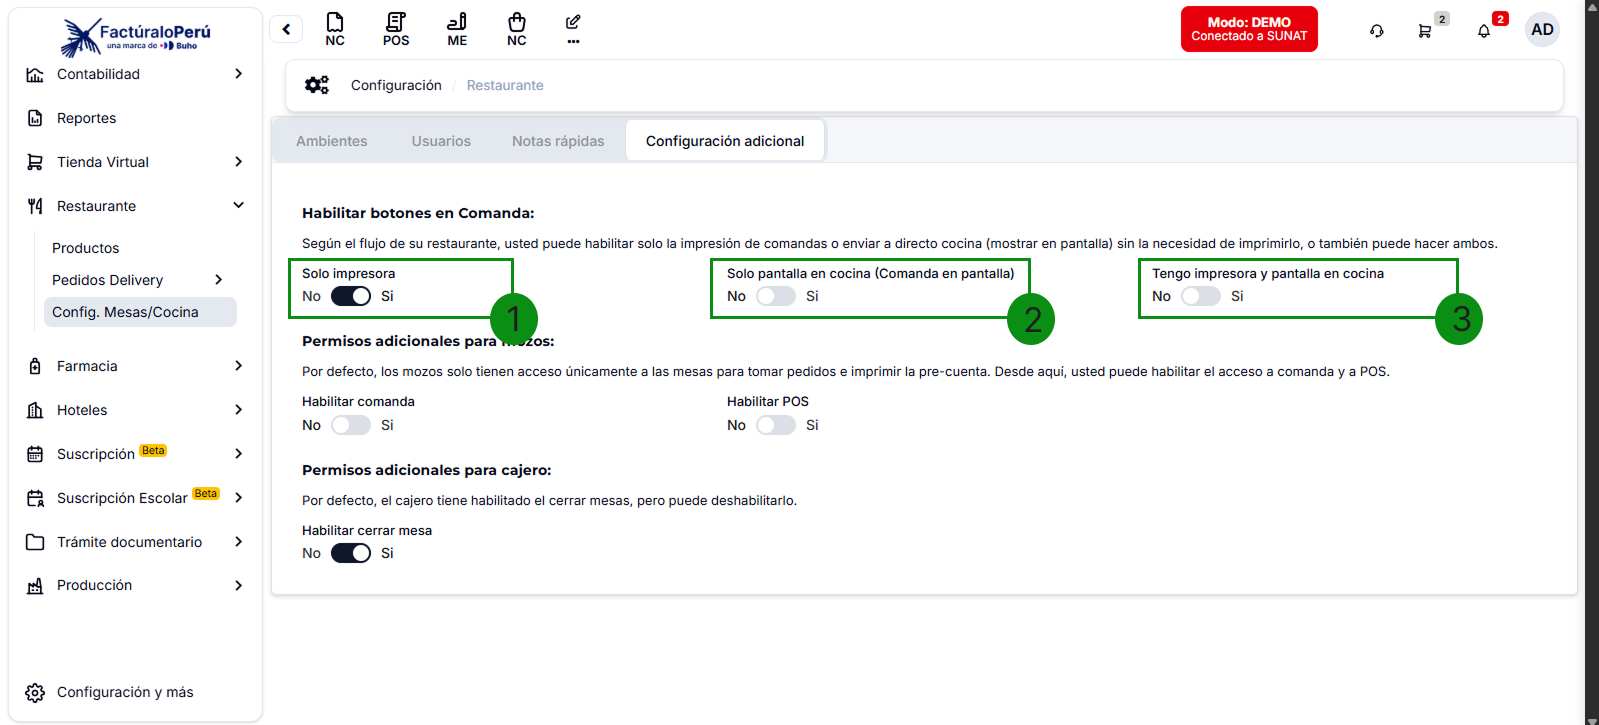 FactúraloPerú
una marca de Buho
Contabilidad
Reportes
Tienda Virtual
Restaurante
Productos
Pedidos Delivery
Config. Mesas/Cocina
Farmacia
Hoteles
Suscripción Beta
Suscripción Escolar Beta
Trámite documentario
Producción
Configuración y más
NC
POS
ME
NC
Modo: DEMO
Conectado a SUNAT
2
2
AD
Configuración / Restaurante
Ambientes
Usuarios
Notas rápidas
Configuración adicional
Habilitar botones en Comanda:
Según el flujo de su restaurante, usted puede habilitar solo la impresión de comandas o enviar a directo cocina (mostrar en pantalla) sin la necesidad de imprimirlo, o también puede hacer ambos.
Solo impresora
No Si
1
Solo pantalla en cocina (Comanda en pantalla)
No Si
2
Tengo impresora y pantalla en cocina
No Si
3
Permisos adicionales para mozos:
Por defecto, los mozos solo tienen acceso únicamente a las mesas para tomar pedidos e imprimir la pre-cuenta. Desde aquí, usted puede habilitar el acceso a comanda y a POS.
Habilitar comanda
No Si
Habilitar POS
No Si
Permisos adicionales para cajero:
Por defecto, el cajero tiene habilitado el cerrar mesas, pero puede deshabilitarlo.
Habilitar cerrar mesa
No Si